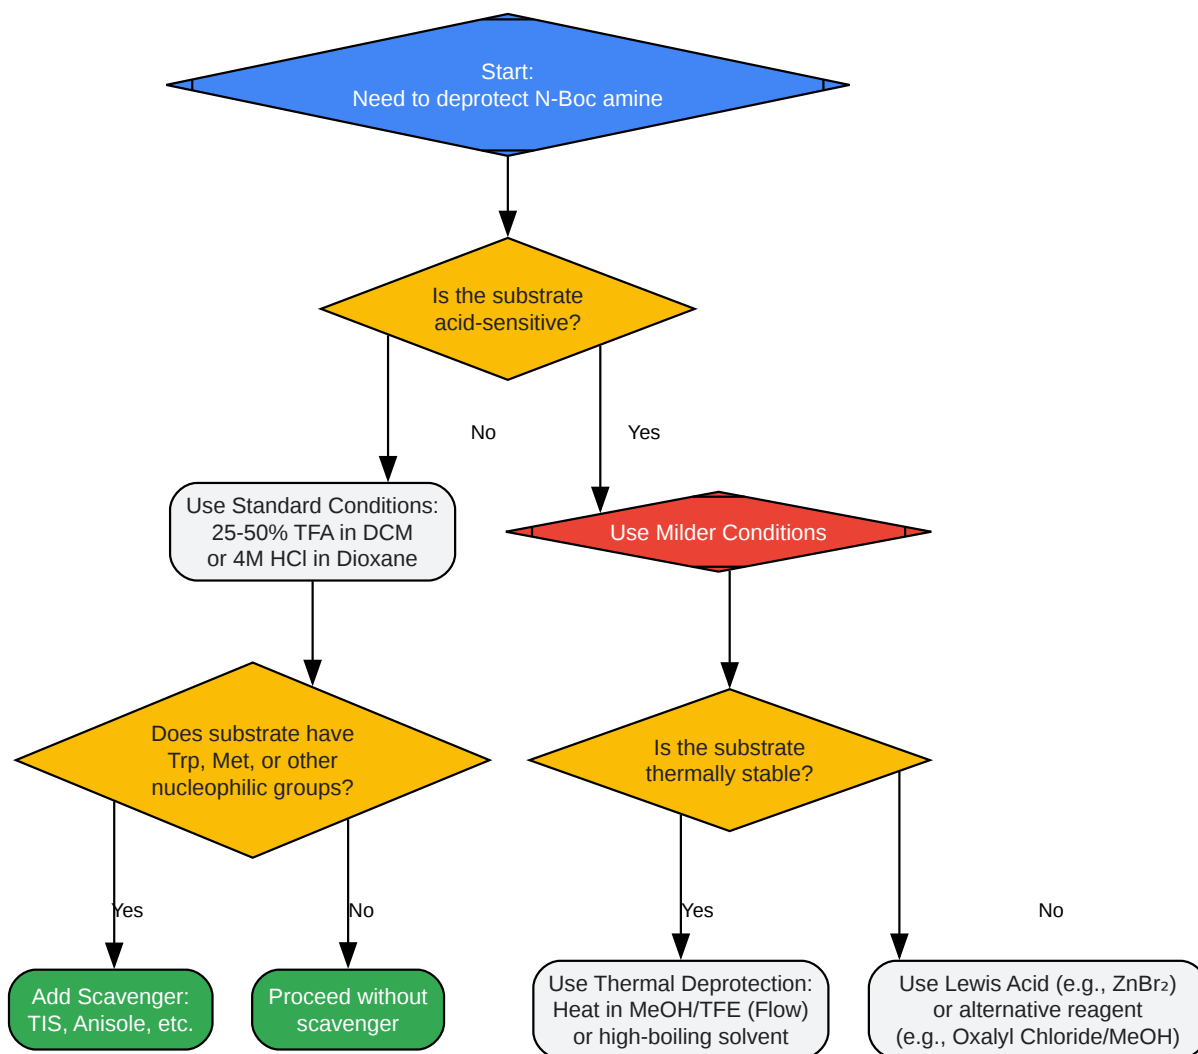 Start:
Need to deprotect N-Boc amine
Is the substrate
acid-sensitive?
No
Yes
Use Standard Conditions:
25-50% TFA in DCM
or 4M HCl in Dioxane
Use Milder Conditions
Does substrate have
Trp, Met, or other
nucleophilic groups?
Is the substrate
thermally stable?
Yes
No
Yes
No
Add Scavenger:
TIS, Anisole, etc.
Proceed without
scavenger
Use Thermal Deprotection:
Heat in MeOH/TFE (Flow)
or high-boiling solvent
Use Lewis Acid (e.g., ZnBr₂)
or alternative reagent
(e.g., Oxalyl Chloride/MeOH)